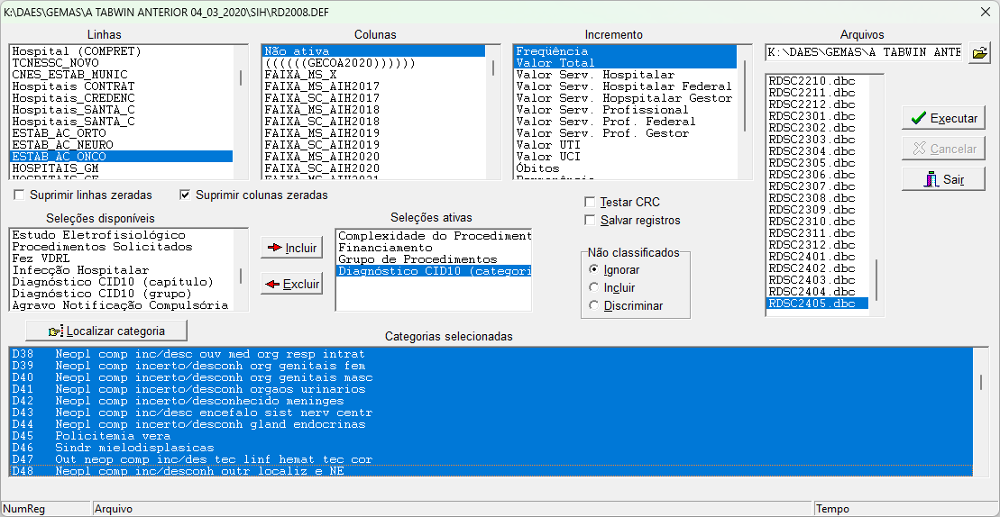 K:\DAES\GEMAS\A TABWIN ANTERIOR 04_03_2020\SIH\RD2008.DEF
Linhas
Hospital (COMPRET)
TCNESSC_NOVO
CNES_ESTAB_MUNIC
Hospitais CONTRAT
Hospitais_CREDENC
Hospitais_SANTA_C
Hospitais_SANTA_C
ESTAB_AC_ORTO
ESTAB_AC_NEURO
ESTAB_AC_ONCO
HOSPITAIS_GM
Colunas
Não ativa
((((((GECOA2020))))))
FAIXA_MS_X
FAIXA_MS_AIH2017
FAIXA_SC_AIH2017
FAIXA_MS_AIH2018
FAIXA_SC_AIH2018
FAIXA_MS_AIH2019
FAIXA_SC_AIH2019
FAIXA_MS_AIH2020
FAIXA_SC_AIH2020
FAIXA_MS_AIH2021
Incremento
Freqüência
Valor Total
Valor Serv. Hospitalar
Valor Serv. Hospitalar Federal
Valor Serv. Hopspitalar Gestor
Valor Serv. Profissional
Valor Serv. Prof. Federal
Valor Serv. Prof. Gestor
Valor UTI
Valor UCI
Óbitos
Arquivos
K:\DAES\GEMAS\A TABWIN ANTE
RDSC2210.dbc
RDSC2211.dbc
RDSC2212.dbc
RDSC2301.dbc
RDSC2302.dbc
RDSC2303.dbc
RDSC2304.dbc
RDSC2305.dbc
RDSC2306.dbc
RDSC2307.dbc
RDSC2308.dbc
RDSC2309.dbc
RDSC2310.dbc
RDSC2311.dbc
RDSC2312.dbc
RDSC2401.dbc
RDSC2402.dbc
RDSC2403.dbc
RDSC2404.dbc
RDSC2405.dbc
Executar
Cancelar
Sair
Suprimir linhas zeradas
Suprimir colunas zeradas
Testar CRC
Salvar registros
Seleções disponíveis
Estudo Eletrofisiológico
Procedimentos Solicitados
Fez VDRL
Infecção Hospitalar
Diagnóstico CID10 (capítulo)
Diagnóstico CID10 (grupo)
Agravo Notificação Compulsória
Incluir
Excluir
Seleções ativas
Complexidade do Procediment
Financiamento
Grupo de Procedimentos
Diagnóstico CID10 (categori
Não classificados
Ignorar
Incluir
Discriminar
Localizar categoria
Categorias selecionadas
D38 Neopl comp inc/desc ouv med org resp intrat
D39 Neopl comp incerto/desconh org genitais fem
D40 Neopl comp incerto/desconh org genitais masc
D41 Neopl comp incerto/desconh orgaos urinarios
D42 Neopl comp incerto/desconhecido meninges
D43 Neopl comp inc/desc encefalo sist nerv centr
D44 Neopl comp incerto/desconh gland endocrinas
D45 Policitemia vera
D46 Sindr mielodisplasicas
D47 Out neop comp inc/des tec linf hemat tec cor
D48 Neopl comp inc/desconh outr localiz e NE
NumReg
Arquivo
Tempo